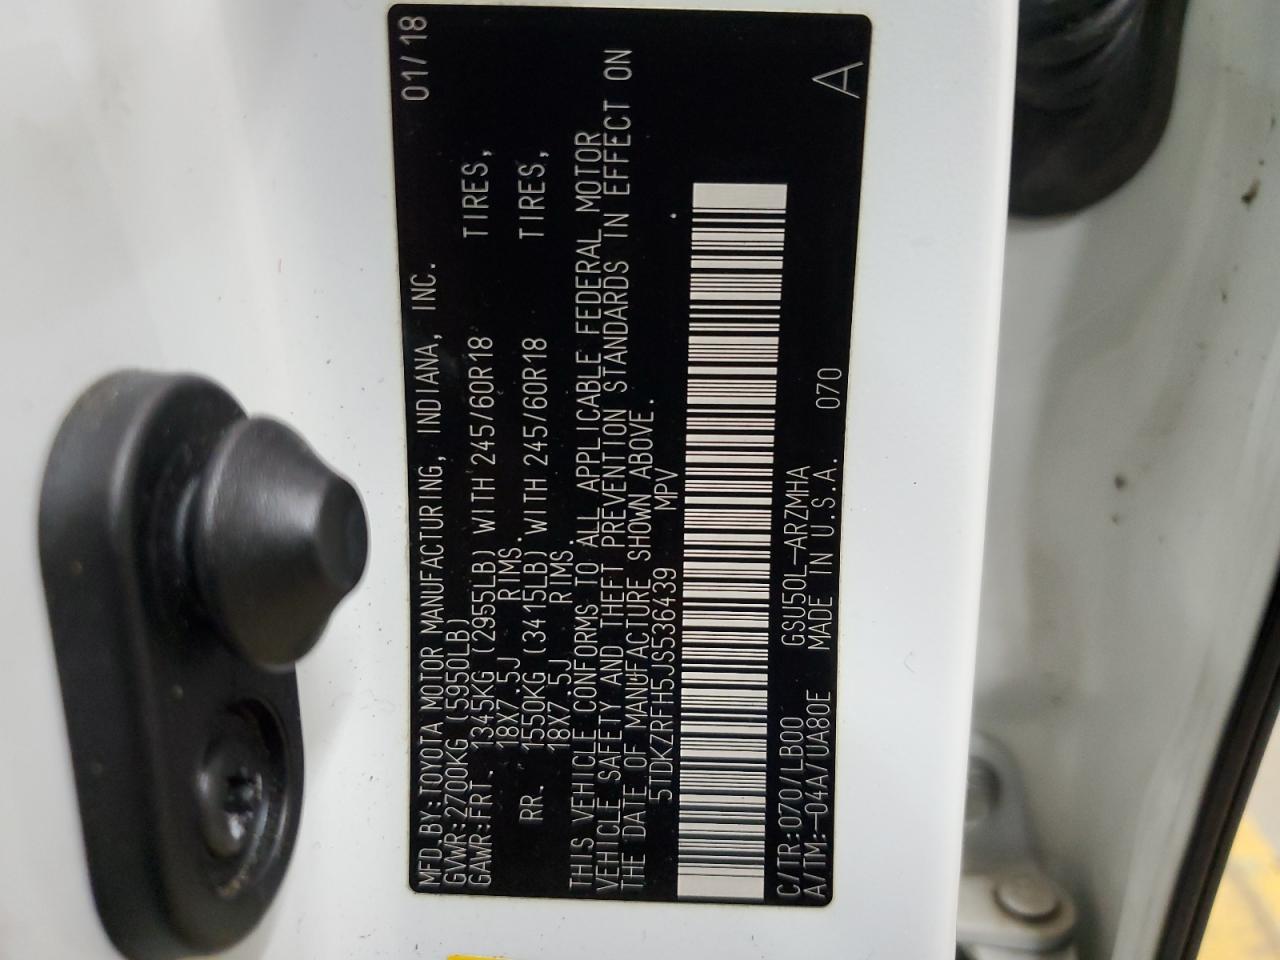 MFD.BY:TOYOTA MOTOR MANUFACTURING, INDIANA, INC. 01/18
GVWR:2700KG (5950LB)
GAWR:FRT. 1345KG (2955LB) WITH 245/60R18 TIRES,
18X7.5J RIMS,
RR. 1550KG (3415LB) WITH 245/60R18 TIRES,
18X7.5J RIMS.
THIS VEHICLE CONFORMS TO ALL APPLICABLE FEDERAL MOTOR
VEHICLE SAFETY AND THEFT PREVENTION STANDARDS IN EFFECT ON
THE DATE OF MANUFACTURE SHOWN ABOVE.
5TDKZRFH5JS536439 MPV
C/TR:070/LB00 GSU50L-ARZMHA
A/TM:-04A/UA80E MADE IN U.S.A. 070 A